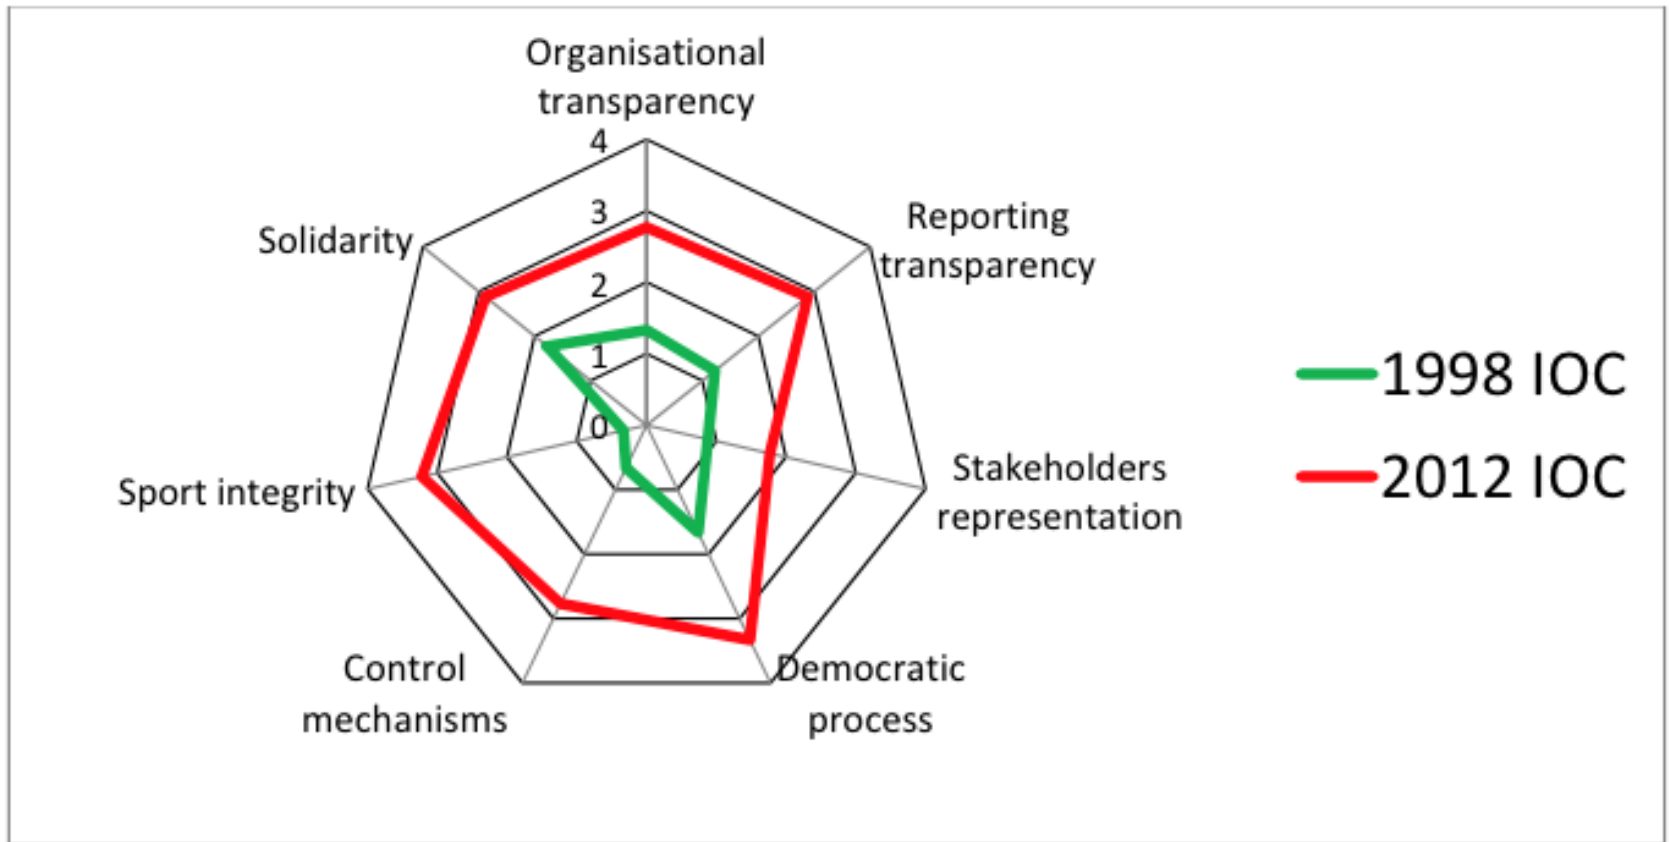 Organisational
transparency
4
3
2
1
0
Reporting
transparency
Stakeholders
representation
Democratic
process
Control
mechanisms
Sport integrity
Solidarity
1998 IOC
2012 IOC